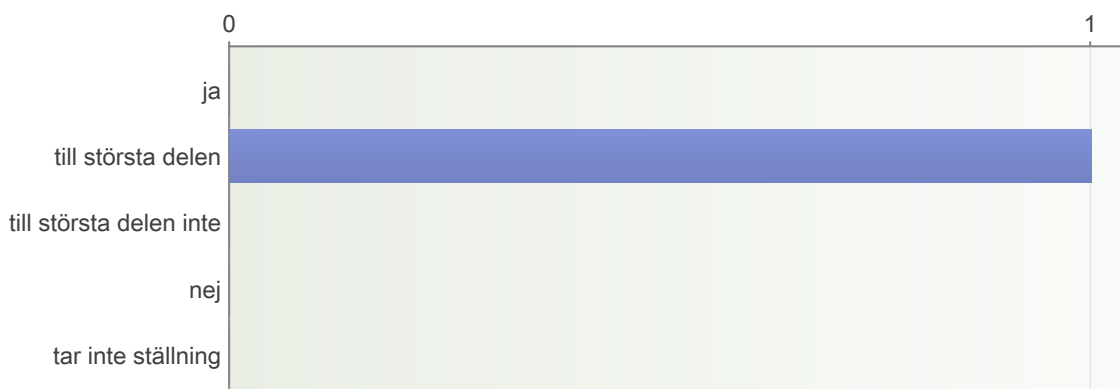 0 1
ja
till största delen
till största delen inte
nej
tar inte ställning